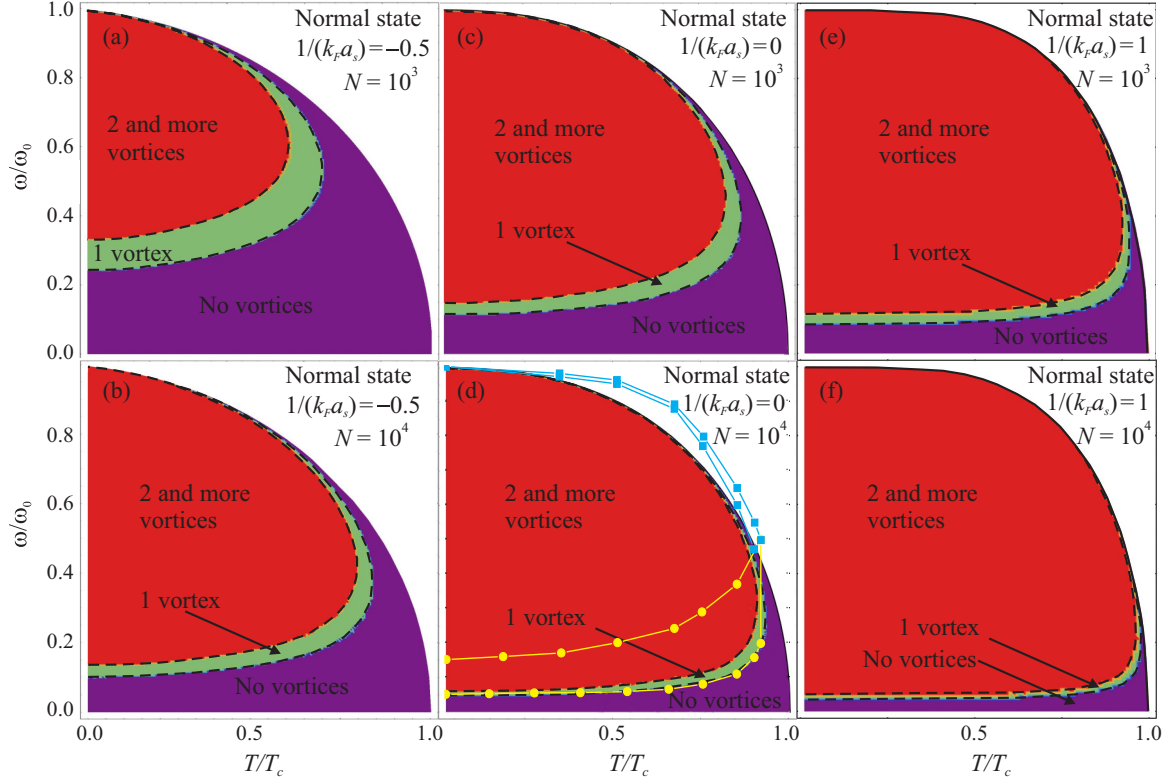 (a)
Normal state
1/(k_F a_s)=−0.5
N = 10^3
2 and more
vortices
1 vortex
No vortices
ω/ω_0
1.0
0.8
0.6
0.4
0.2
0.0
(c)
Normal state
1/(k_F a_s)=0
N = 10^3
2 and more
vortices
1 vortex
No vortices
(e)
Normal state
1/(k_F a_s)=1
N = 10^3
2 and more
vortices
1 vortex
No vortices
(b)
Normal state
1/(k_F a_s)=−0.5
N = 10^4
2 and more
vortices
1 vortex
No vortices
ω/ω_0
0.8
0.6
0.4
0.2
0.0
0.0 0.5 1.0
T/T_c
(d)
Normal state
1/(k_F a_s)=0
N = 10^4
2 and more
vortices
1 vortex
No vortices
0.5 1.0
T/T_c
(f)
Normal state
1/(k_F a_s)=1
N = 10^4
2 and more
vortices
1 vortex
No vortices
0.5 1.0
T/T_c